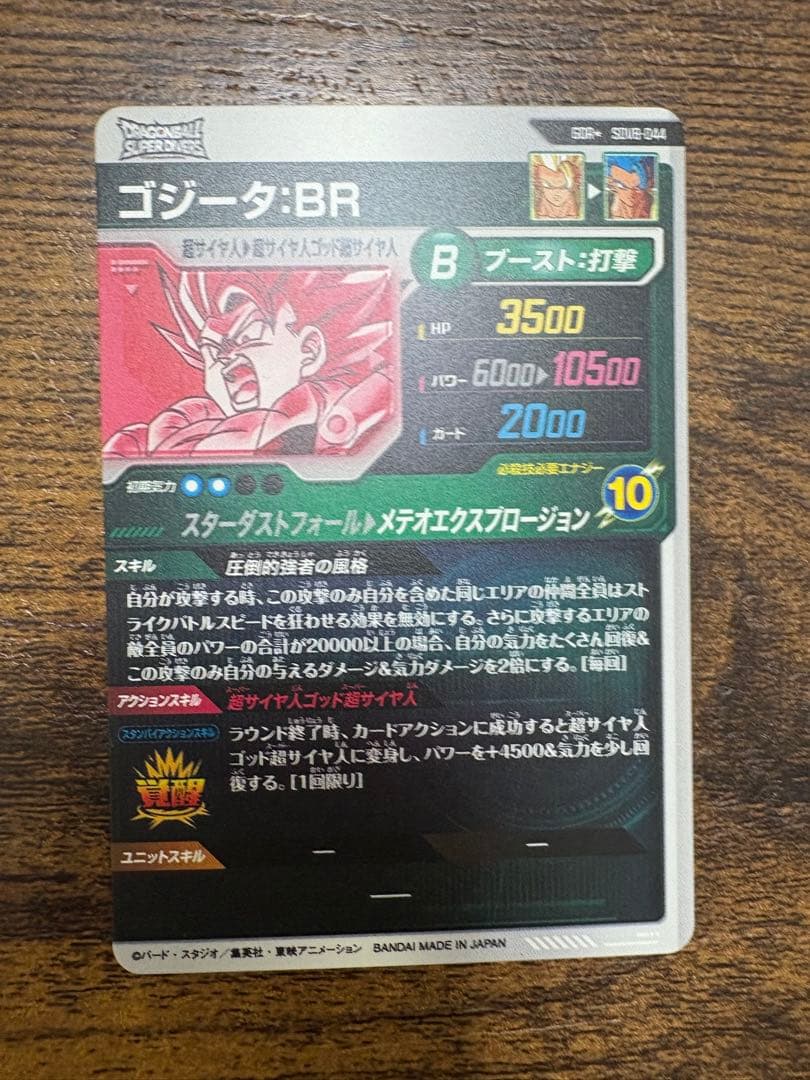 DRAGONBALL
SUPER DIVERS
GDR★ SDV8-044
ゴジータ:BR
超サイヤ人▶超サイヤ人ゴッド超サイヤ人
B ブースト:打撃
HP 3500
パワー 6000▶10500
ガード 2000
必殺技必要エナジー
10
初期気力
スターダストフォール▶メテオエクスプロージョン
スキル 圧倒的強者の風格
自分が攻撃する時、この攻撃のみ自分を含めた同じエリアの仲間全員はスト
ライクバトルスピードを狂わせる効果を無効にする。さらに攻撃するエリアの
敵全員のパワーの合計が20000以上の場合、自分の気力をたくさん回復&
この攻撃のみ自分の与えるダメージ&気力ダメージを2倍にする。[毎回]
アクションスキル 超サイヤ人ゴッド超サイヤ人
スタンバイアクションスキル
ラウンド終了時、カードアクションに成功すると超サイヤ人
ゴッド超サイヤ人に変身し、パワーを+4500&気力を少し回
復する。[1回限り]
覚醒
ユニットスキル ー ー
ー
©バード・スタジオ/集英社・東映アニメーション BANDAI MADE IN JAPAN